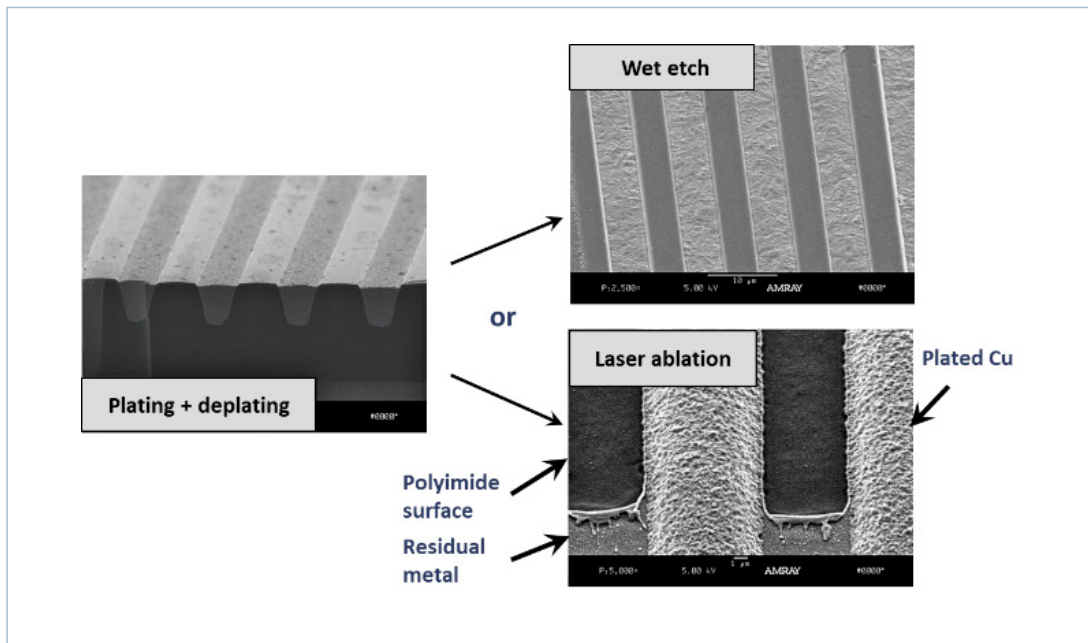 Wet etch
P:2,500×
5.00 kV
10 µm
AMRAY
#0000*
Plating + deplating
#0000*
or
Laser ablation
Plated Cu
Polyimide
surface
Residual
metal
P:5,000×
5.00 kV
1 µm
AMRAY
#0000*